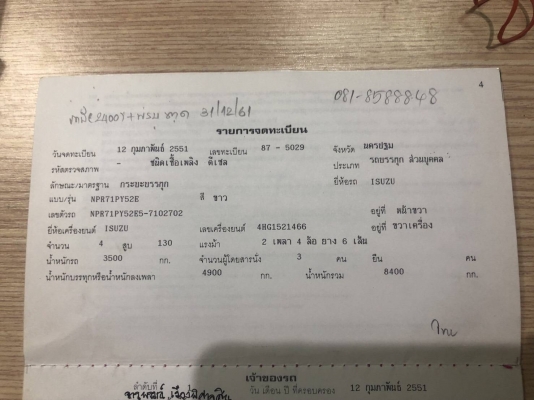 4
31/12/61
081-8588848
รายการจดทะเบียน
วันจดทะเบียน 12 กุมภาพันธ์ 2551 เลขทะเบียน 87 - 5029 จังหวัด นครปฐม
รหัสตรวจสภาพ - ชนิดเชื้อเพลิง ดีเซล ประเภท รถบรรทุก ส่วนบุคคล
ลักษณะ/มาตรฐาน กระบะบรรทุก ยี่ห้อรถ ISUZU
แบบ/รุ่น NPR71PY52E สี ขาว
เลขตัวรถ NPR71PY52E5-7102702 อยู่ที่ คัสซีขวา
ยี่ห้อเครื่องยนต์ ISUZU เลขเครื่องยนต์ 4HG1521466 อยู่ที่ ขวาเครื่อง
จำนวน 4 สูบ 130 แรงม้า 2 เพลา 4 ล้อ ยาง 6 เส้น
น้ำหนักรถ 3500 กก. จำนวนผู้โดยสารนั่ง 3 คน ยืน คน
น้ำหนักบรรทุกหรือน้ำหนักลงเพลา 4900 กก. น้ำหนักรวม 8400 กก.
เจ้าของรถ
ลำดับที่ วัน เดือน ปี ที่ครอบครอง 12 กุมภาพันธ์ 2551